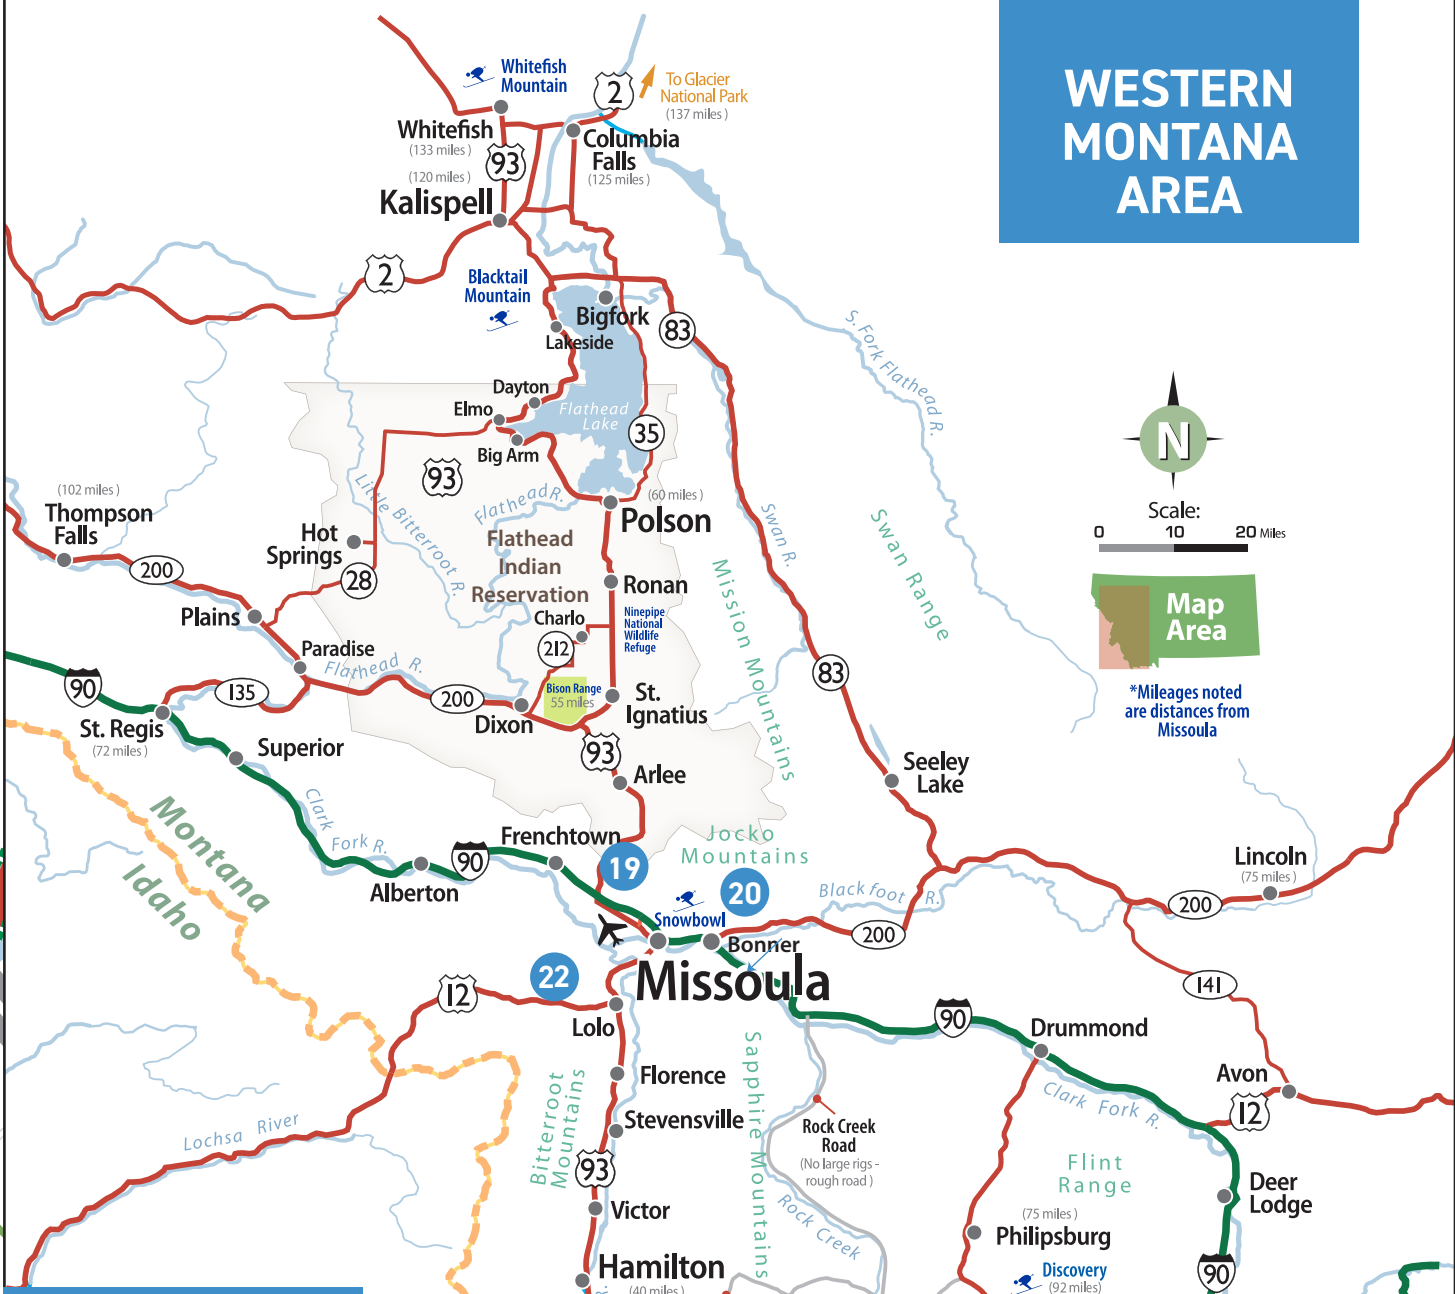 WESTERN
MONTANA
AREA
Whitefish
Mountain
2
To Glacier
National Park
(137 miles )
Whitefish
(133 miles )
93
Columbia
Falls
(125 miles )
(120 miles )
Kalispell
2
Blacktail
Mountain
Bigfork
Lakeside
83
S. Fork Flathead R.
Dayton
Elmo
Flathead
Lake
35
Big Arm
93
N
Scale:
0 10 20 Miles
Map
Area
*Mileages noted
are distances from
Missoula
(102 miles )
Thompson
Falls
200
Hot
Springs
28
Little Bitterroot R.
Flathead R.
(60 miles )
Polson
Flathead
Indian
Reservation
Ronan
Swan R.
Swan Range
Mission Mountains
Plains
Charlo
212
Ninepipe
National
Wildlife
Refuge
Paradise
Flathead R.
90
135
200
Bison Range
55 miles
St.
Ignatius
Dixon
83
St. Regis
(72 miles )
Superior
93
Arlee
Seeley
Lake
Montana
Idaho
Clark
Fork R.
Frenchtown
90
19
Jocko
Mountains
Alberton
20
Snowbowl
Blackfoot R.
Lincoln
(75 miles )
200
200
Bonner
Missoula
22
12
Lolo
141
90
Drummond
Florence
Avon
12
Clark Fork R.
Stevensville
Bitterroot
Mountains
Sapphire Mountains
Lochsa River
Rock Creek
Road
(No large rigs -
rough road )
Flint
Range
93
Victor
Deer
Lodge
(75 miles )
Philipsburg
Rock Creek
Hamilton
(40 miles )
Discovery
(92 miles)
90